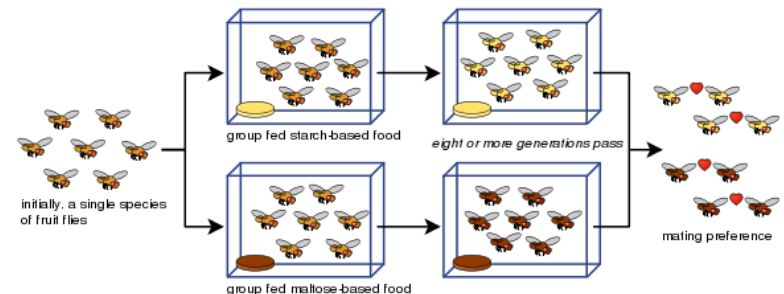 group fed starch-based food
eight or more generations pass
initially, a single species
of fruit flies
mating preference
group fed maltose-based food